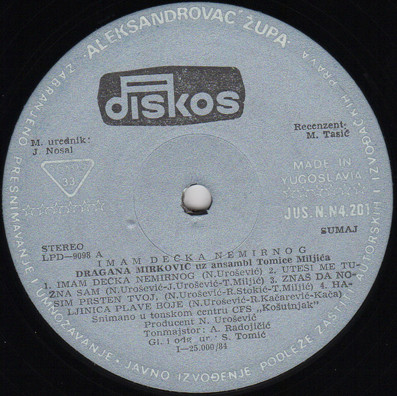 "ALEKSANDROVAC" ŽUPA
ZABRANJENO PRESNIMAVANJE I UMNOŽAVANJE • JAVNO IZVOĐENJE PODLEŽE ZAŠTITI AUTORSKIH I IZVOĐAČKIH PRAVA
diskos
M. urednik:
J. Nosal
Recenzent:
M. Tasić
33
MADE IN
YUGOSLAVIA
JUS.N.N4.201
SUMAJ
STEREO
LPD—9098 A
IMAM DEČKA NEMIRNOG
DRAGANA MIRKOVIĆ uz ansambl Tomice Miljića
1. IMAM DEČKA NEMIRNOG (N.Urošević) 2. UTEŠI ME TU-
ŽNA SAM (N.Urošević-J.Urošević-T.Miljić) 3. ZNAŠ DA NO-
SIM PRSTEN TVOJ. (N.Urošević-R.Stokić-T.Miljić) 4. HA-
LJINICA PLAVE BOJE (N.Urošević-R.Kačarević-Kača)
Snimano u tonskom centru CFS „Košutnjak"
Producent N. Urošević
Tonmajstor: A. Radojičić
Gl. i odg. ur.: S. Tomić
I—25.000/84